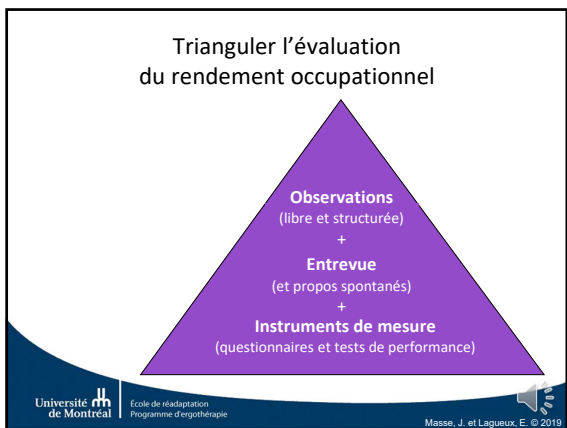 Trianguler l'évaluation
du rendement occupationnel
Observations
(libre et structurée)
+
Entrevue
(et propos spontanés)
+
Instruments de mesure
(questionnaires et tests de performance)
Université
de Montréal
École de réadaptation
Programme d'ergothérapie
Masse, J. et Lagueux, E. © 2019